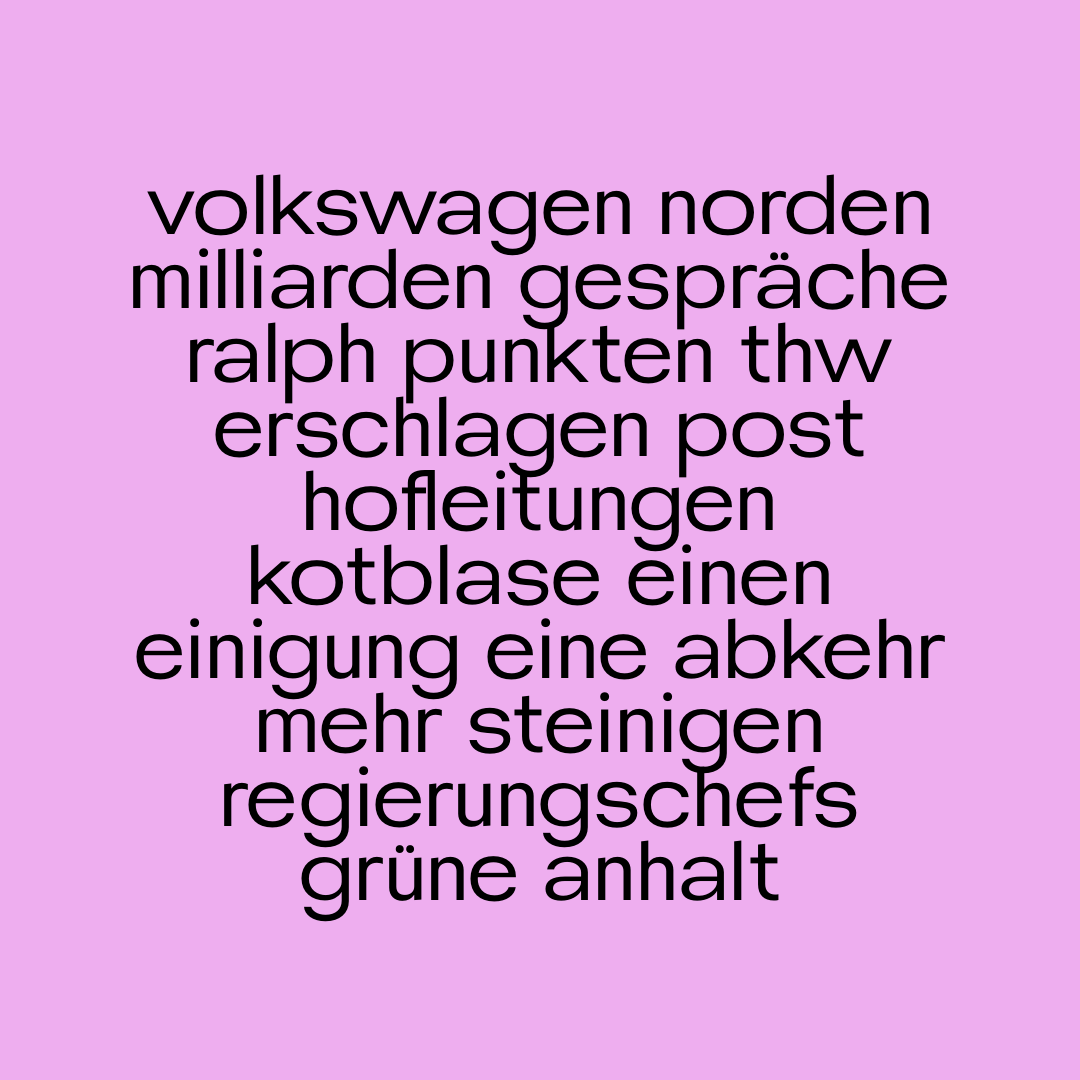 volkswagen norden
milliarden gespräche
ralph punkten thw
erschlagen post
hofleitungen
kotblase einen
einigung eine abkehr
mehr steinigen
regierungschefs
grüne anhalt